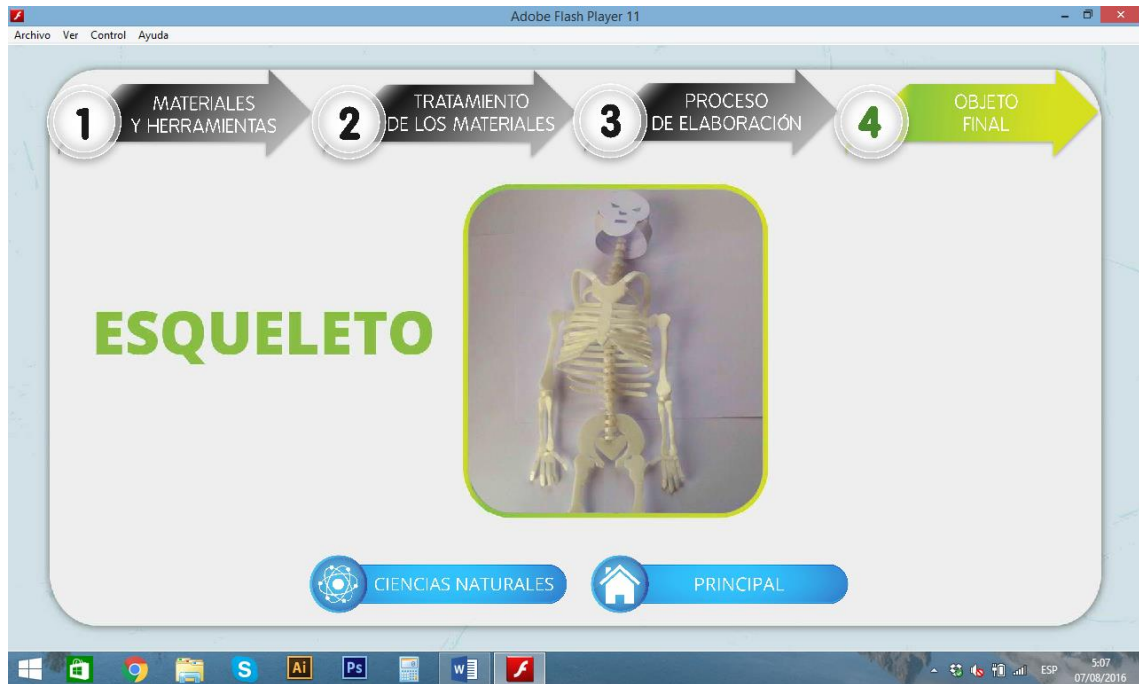 Adobe Flash Player 11
Archivo Ver Control Ayuda
1
MATERIALES
Y HERRAMIENTAS
2
TRATAMIENTO
DE LOS MATERIALES
3
PROCESO
DE ELABORACIÓN
4
OBJETO
FINAL
ESQUELETO
CIENCIAS NATURALES
PRINCIPAL
S
Ai
Ps
W
ESP
5:07
07/08/2016